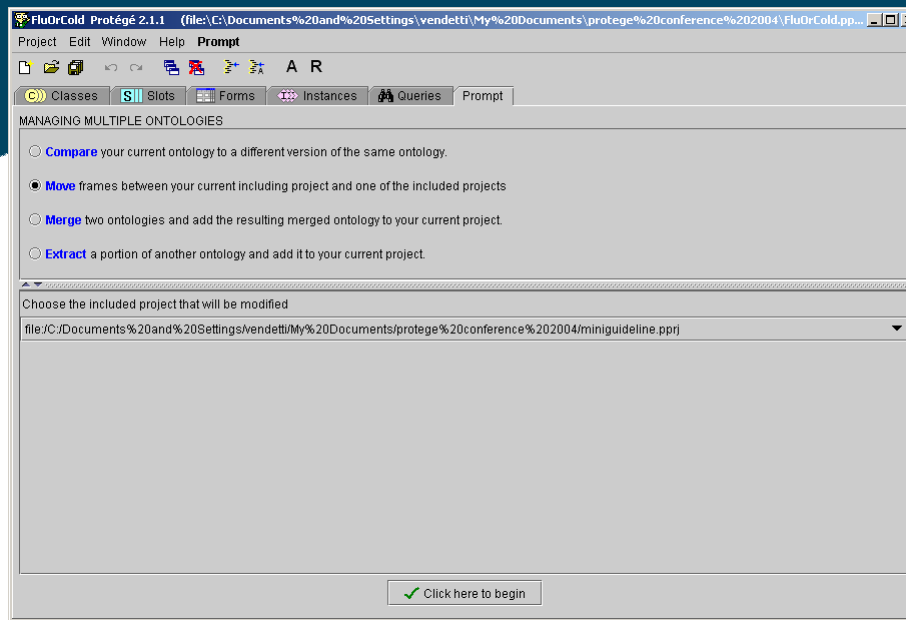 FluOrCold Protégé 2.1.1 (file:\C:\Documents%20and%20Settings\vendetti\My%20Documents\protege%20conference%202004\FluOrCold.pp...
Project Edit Window Help Prompt
A R
C Classes S Slots Forms I Instances Queries Prompt
MANAGING MULTIPLE ONTOLOGIES
Compare your current ontology to a different version of the same ontology.
Move frames between your current including project and one of the included projects
Merge two ontologies and add the resulting merged ontology to your current project.
Extract a portion of another ontology and add it to your current project.
Choose the included project that will be modified
file:/C:/Documents%20and%20Settings/vendetti/My%20Documents/protege%20conference%202004/miniguideline.pprj
Click here to begin